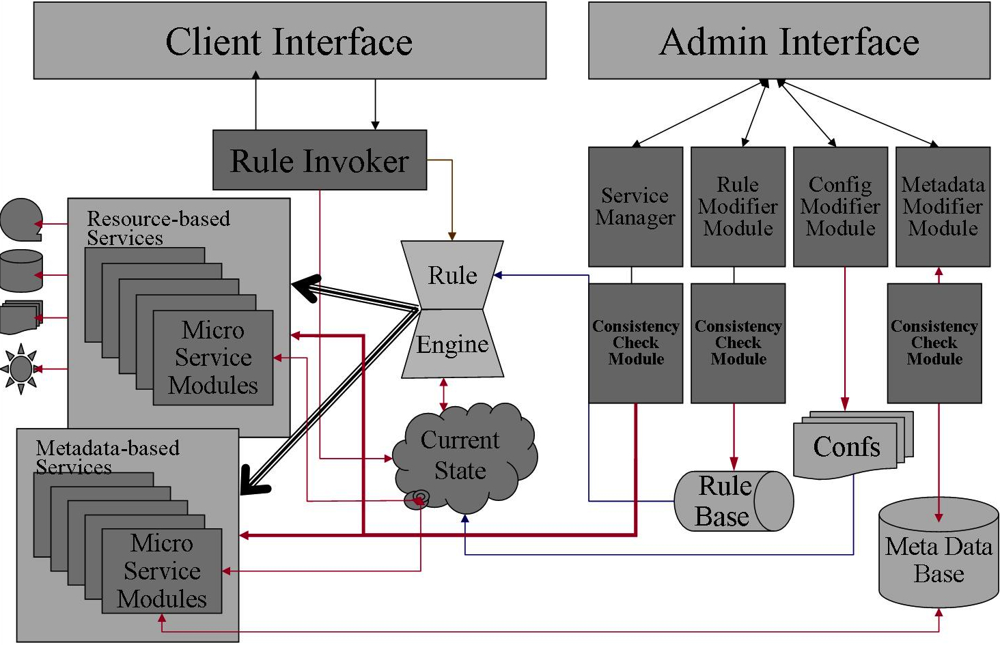 Client Interface
Admin Interface
Rule Invoker
Service
Manager
Rule
Modifier
Module
Config
Modifier
Module
Metadata
Modifier
Module
Resource-based
Services
Micro
Service
Modules
Rule
Engine
Consistency
Check
Module
Consistency
Check
Module
Consistency
Check
Module
Current
State
Confs
Rule
Base
Metadata-based
Services
Micro
Service
Modules
Meta Data
Base